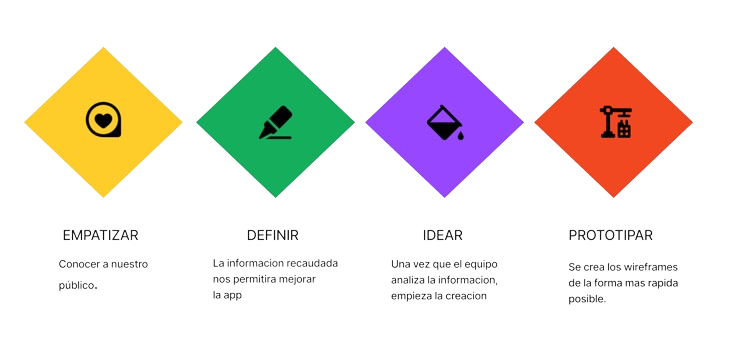 EMPATIZAR
Conocer a nuestro
público.
DEFINIR
La informacion recaudada
nos permitira mejorar
la app
IDEAR
Una vez que el equipo
analiza la informacion,
empieza la creacion
PROTOTIPAR
Se crea los wireframes
de la forma mas rapida
posible.